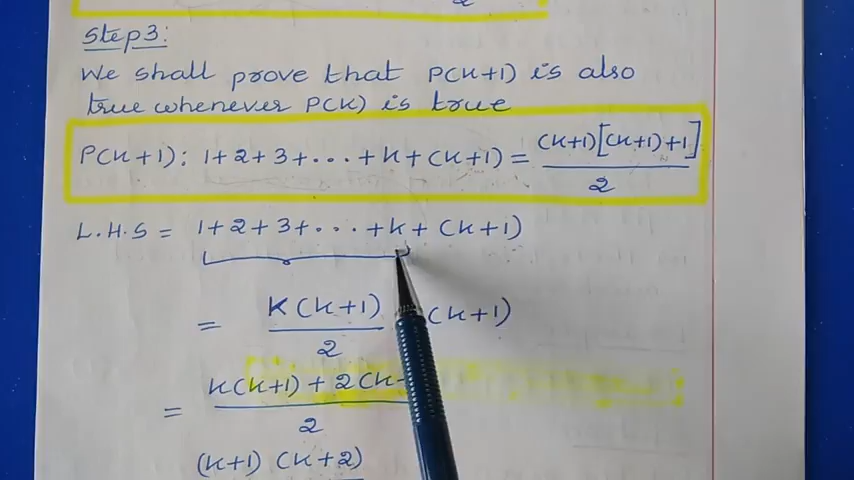 2
Step3:
We shall prove that P(k+1) is also
true whenever P(k) is true
P(k+1): 1+2+3+...+k+(k+1) = (k+1)[(k+1)+1]
2
L.H.S = 1+2+3+...+k+(k+1)
= k(k+1) (k+1)
2
= k(k+1) + 2(k
2
(k+1) (k+2)